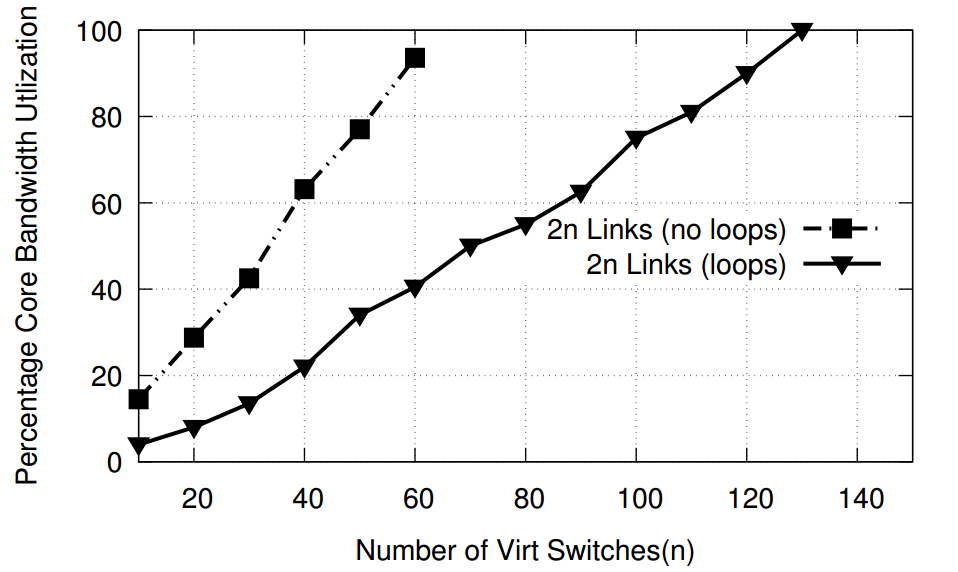 Percentage Core Bandwidth Utlization
100
80
60
40
20
0
2n Links (no loops)
2n Links (loops)
20 40 60 80 100 120 140
Number of Virt Switches(n)